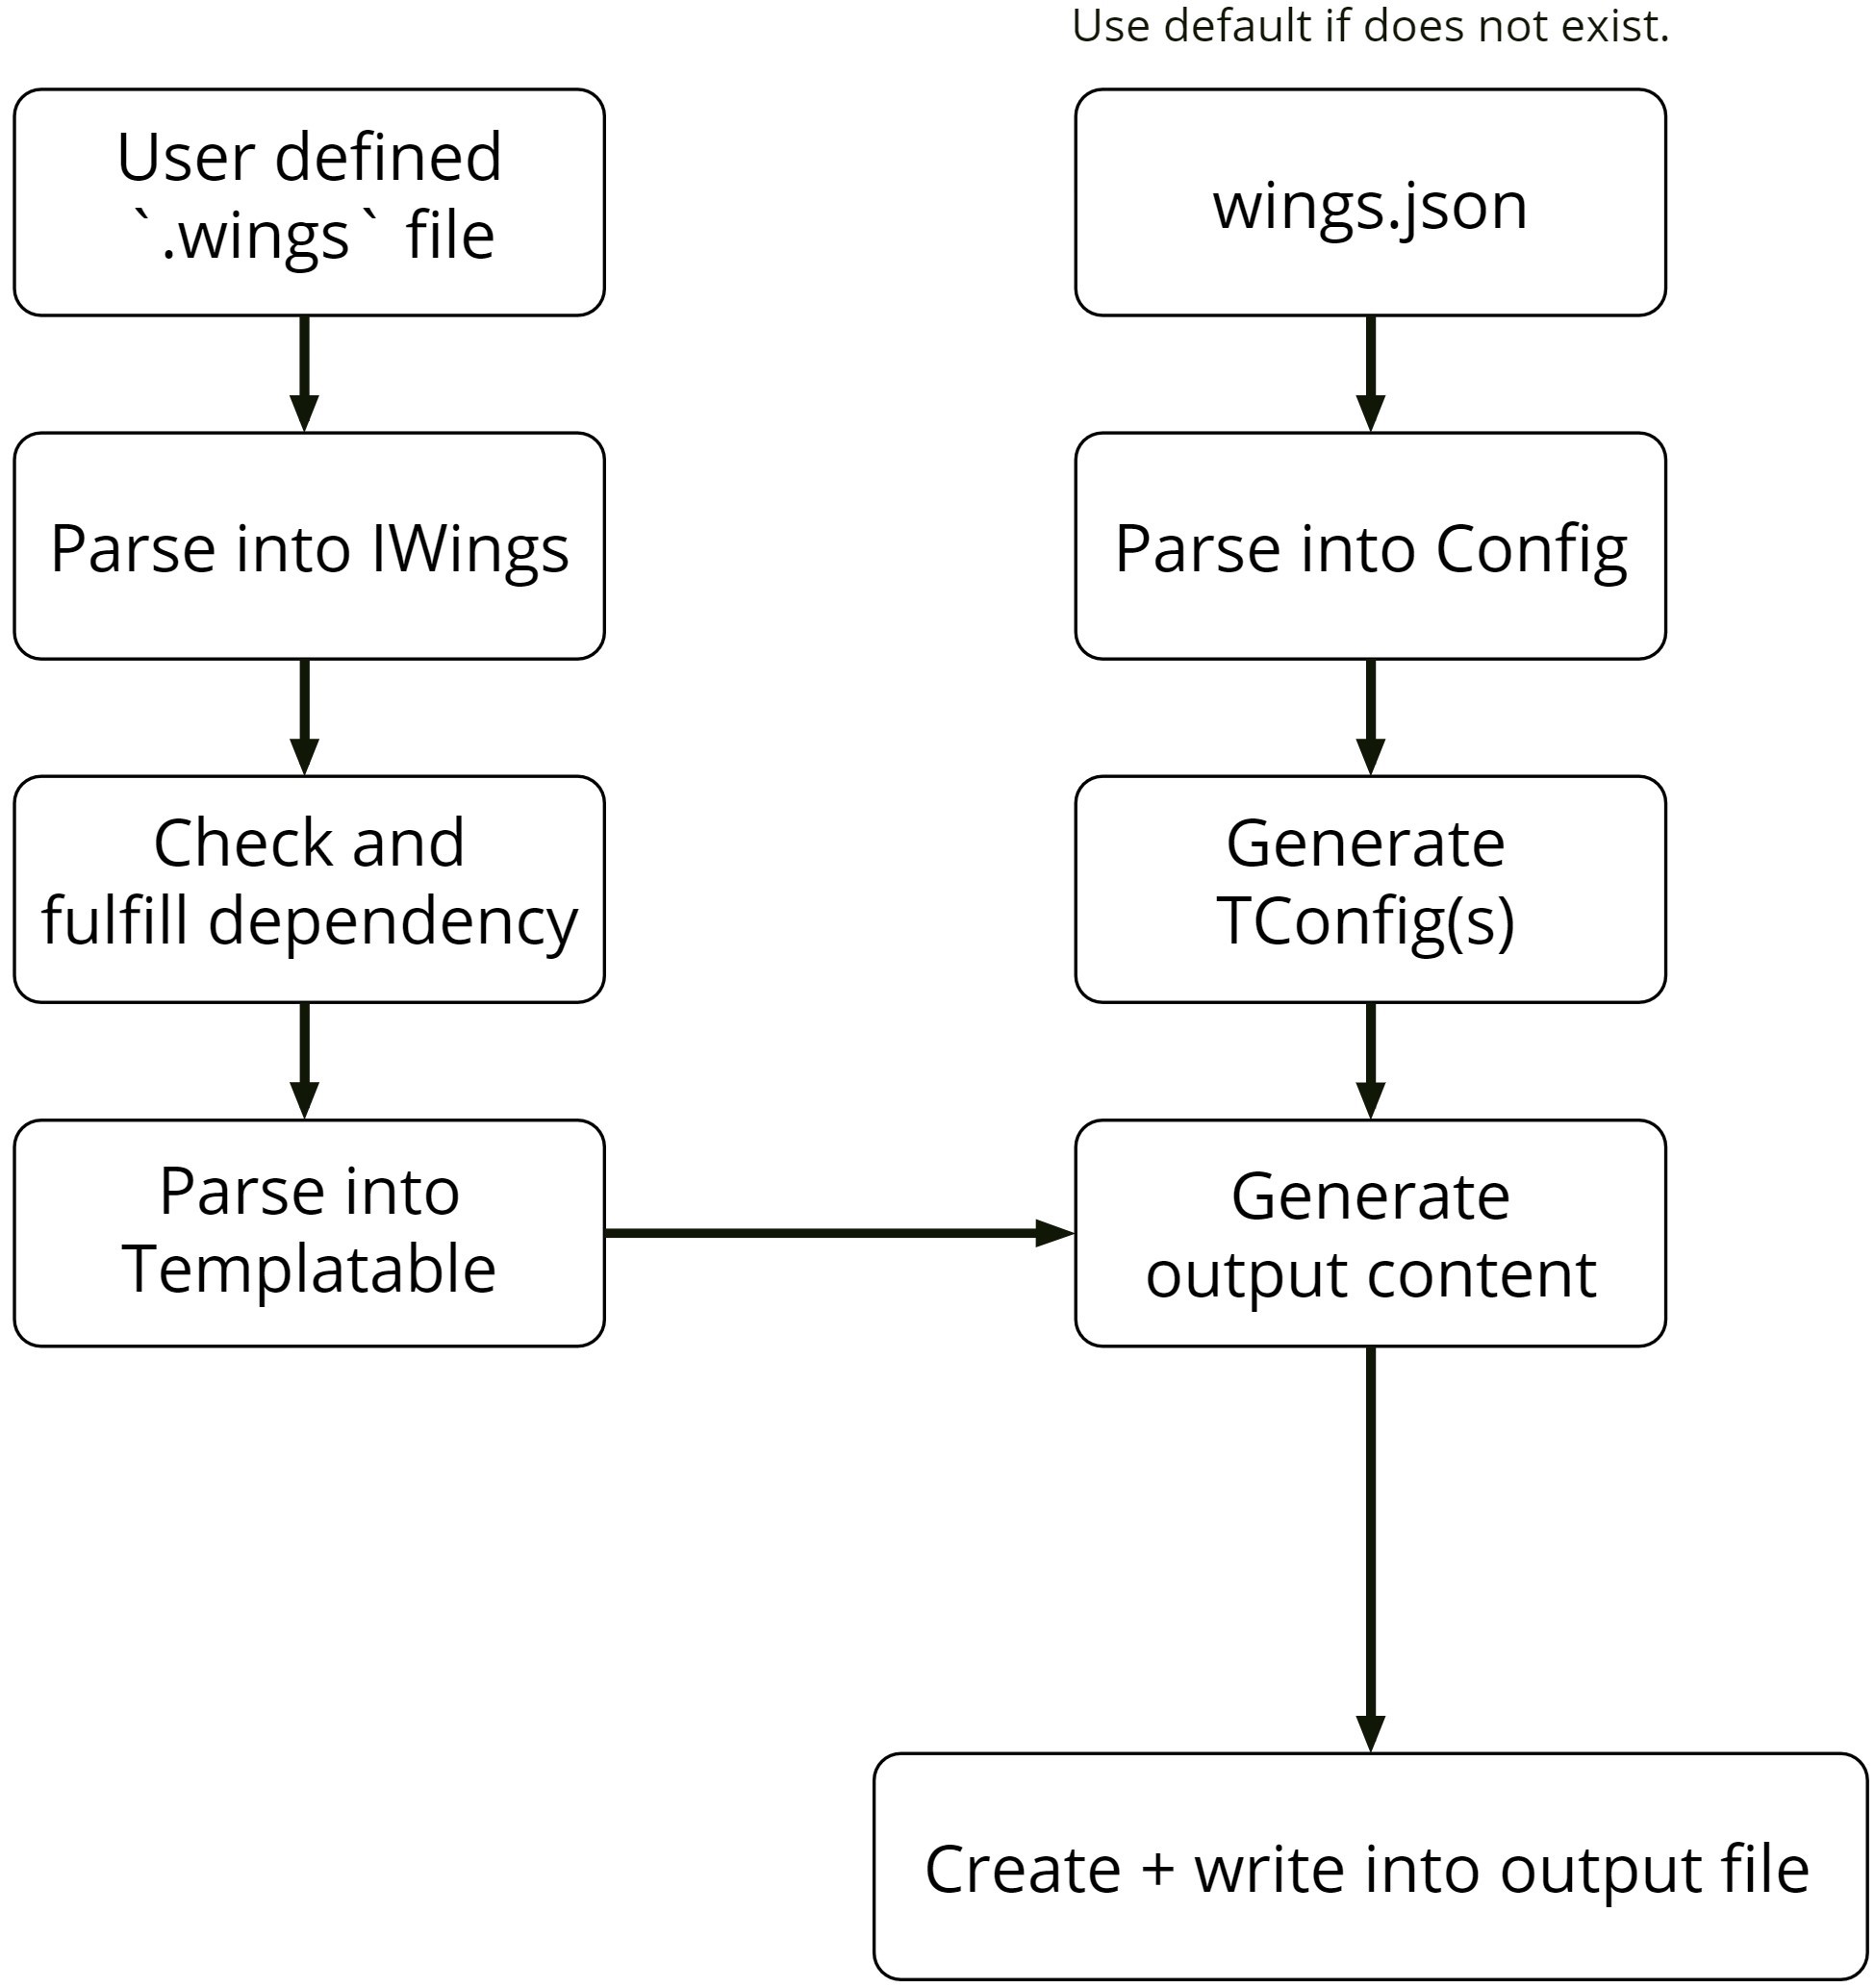 Use default if does not exist.
User defined
`.wings` file
wings.json
Parse into IWings
Parse into Config
Check and
fulfill dependency
Generate
TConfig(s)
Parse into
Templatable
Generate
output content
Create + write into output file